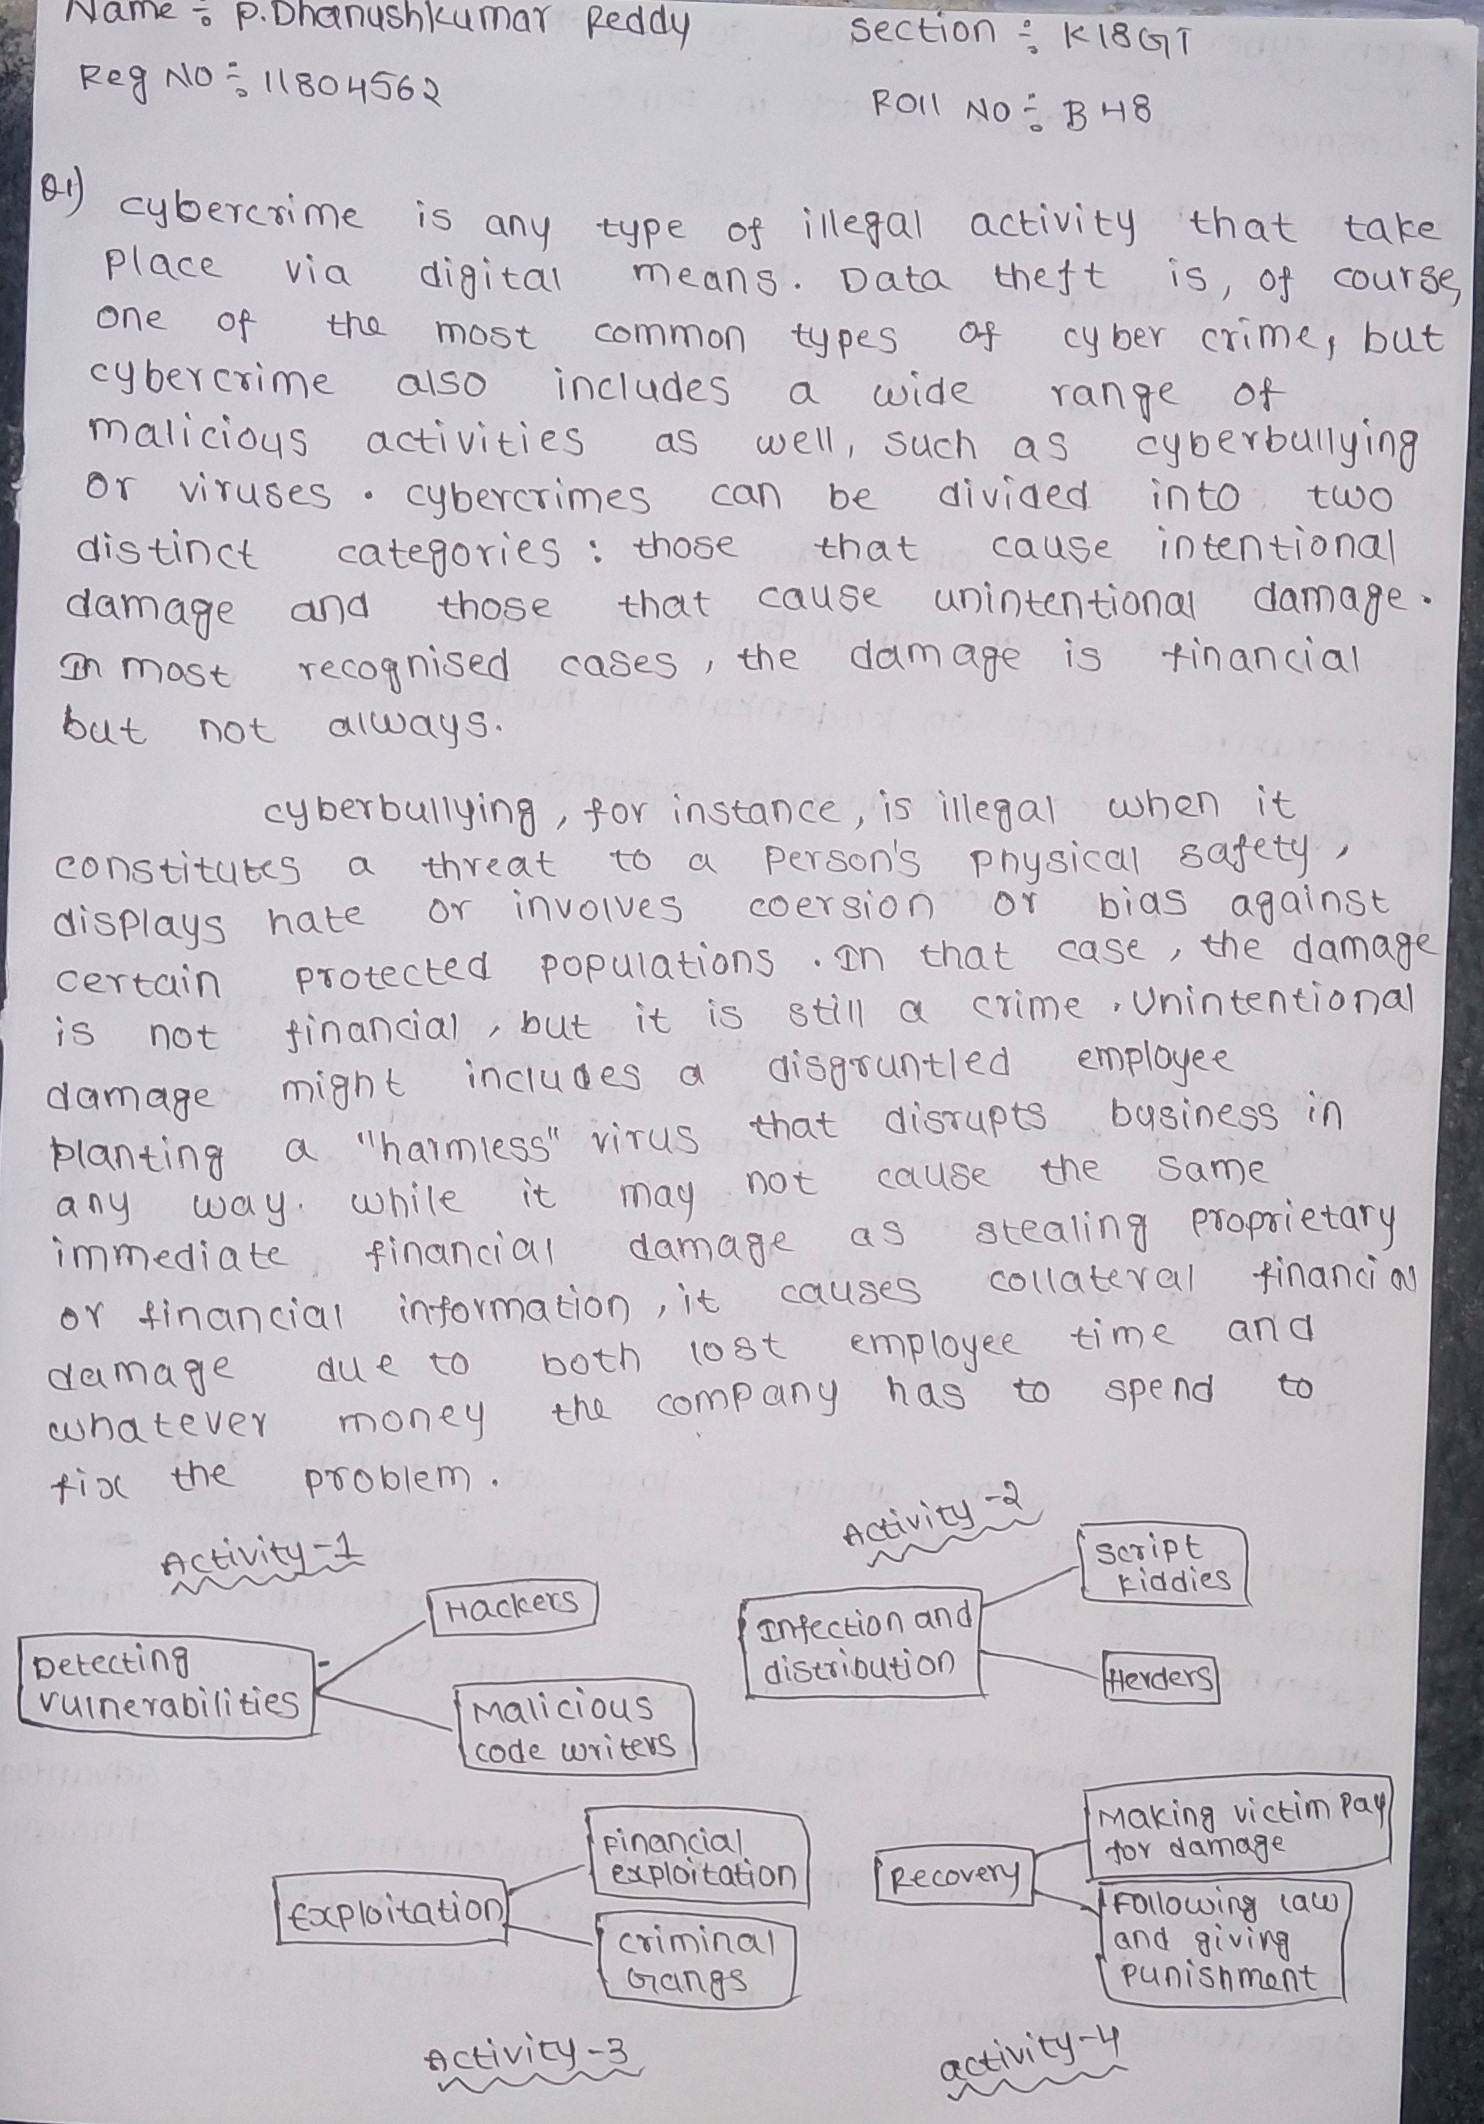 Name : P.Dhanushkumar Reddy
Section : K18GT
Reg NO : 11804562
Roll NO : B48
Q1) cybercrime is any type of illegal activity that take
place via digital means. Data theft is, of course,
one of the most common types of cyber crime, but
cybercrime also includes a wide range of
malicious activities as well, such as cyberbullying
or viruses. cybercrimes can be divided into two
distinct categories: those that cause intentional
damage and those that cause unintentional damage.
In most recognised cases, the damage is financial
but not always.
cyberbullying, for instance, is illegal when it
constitutes a threat to a person's physical safety,
displays hate or involves coersion or bias against
certain protected populations. In that case, the damage
is not financial, but it is still a crime. Unintentional
damage might includes a disgruntled employee
planting a "harmless" virus that disrupts business in
any way. while it may not cause the same
immediate financial damage as stealing proprietary
or financial information, it causes collateral financial
damage due to both lost employee time and
whatever money the company has to spend to
fix the problem.
Activity-1
Detecting
vulnerabilities
Hackers
Malicious
code writers
Activity-2
Infection and
distribution
Script
kiddies
Herders
Exploitation
Financial
exploitation
Criminal
Gangs
Activity-3
Recovery
Making victim pay
for damage
Following law
and giving
punishment
activity-4